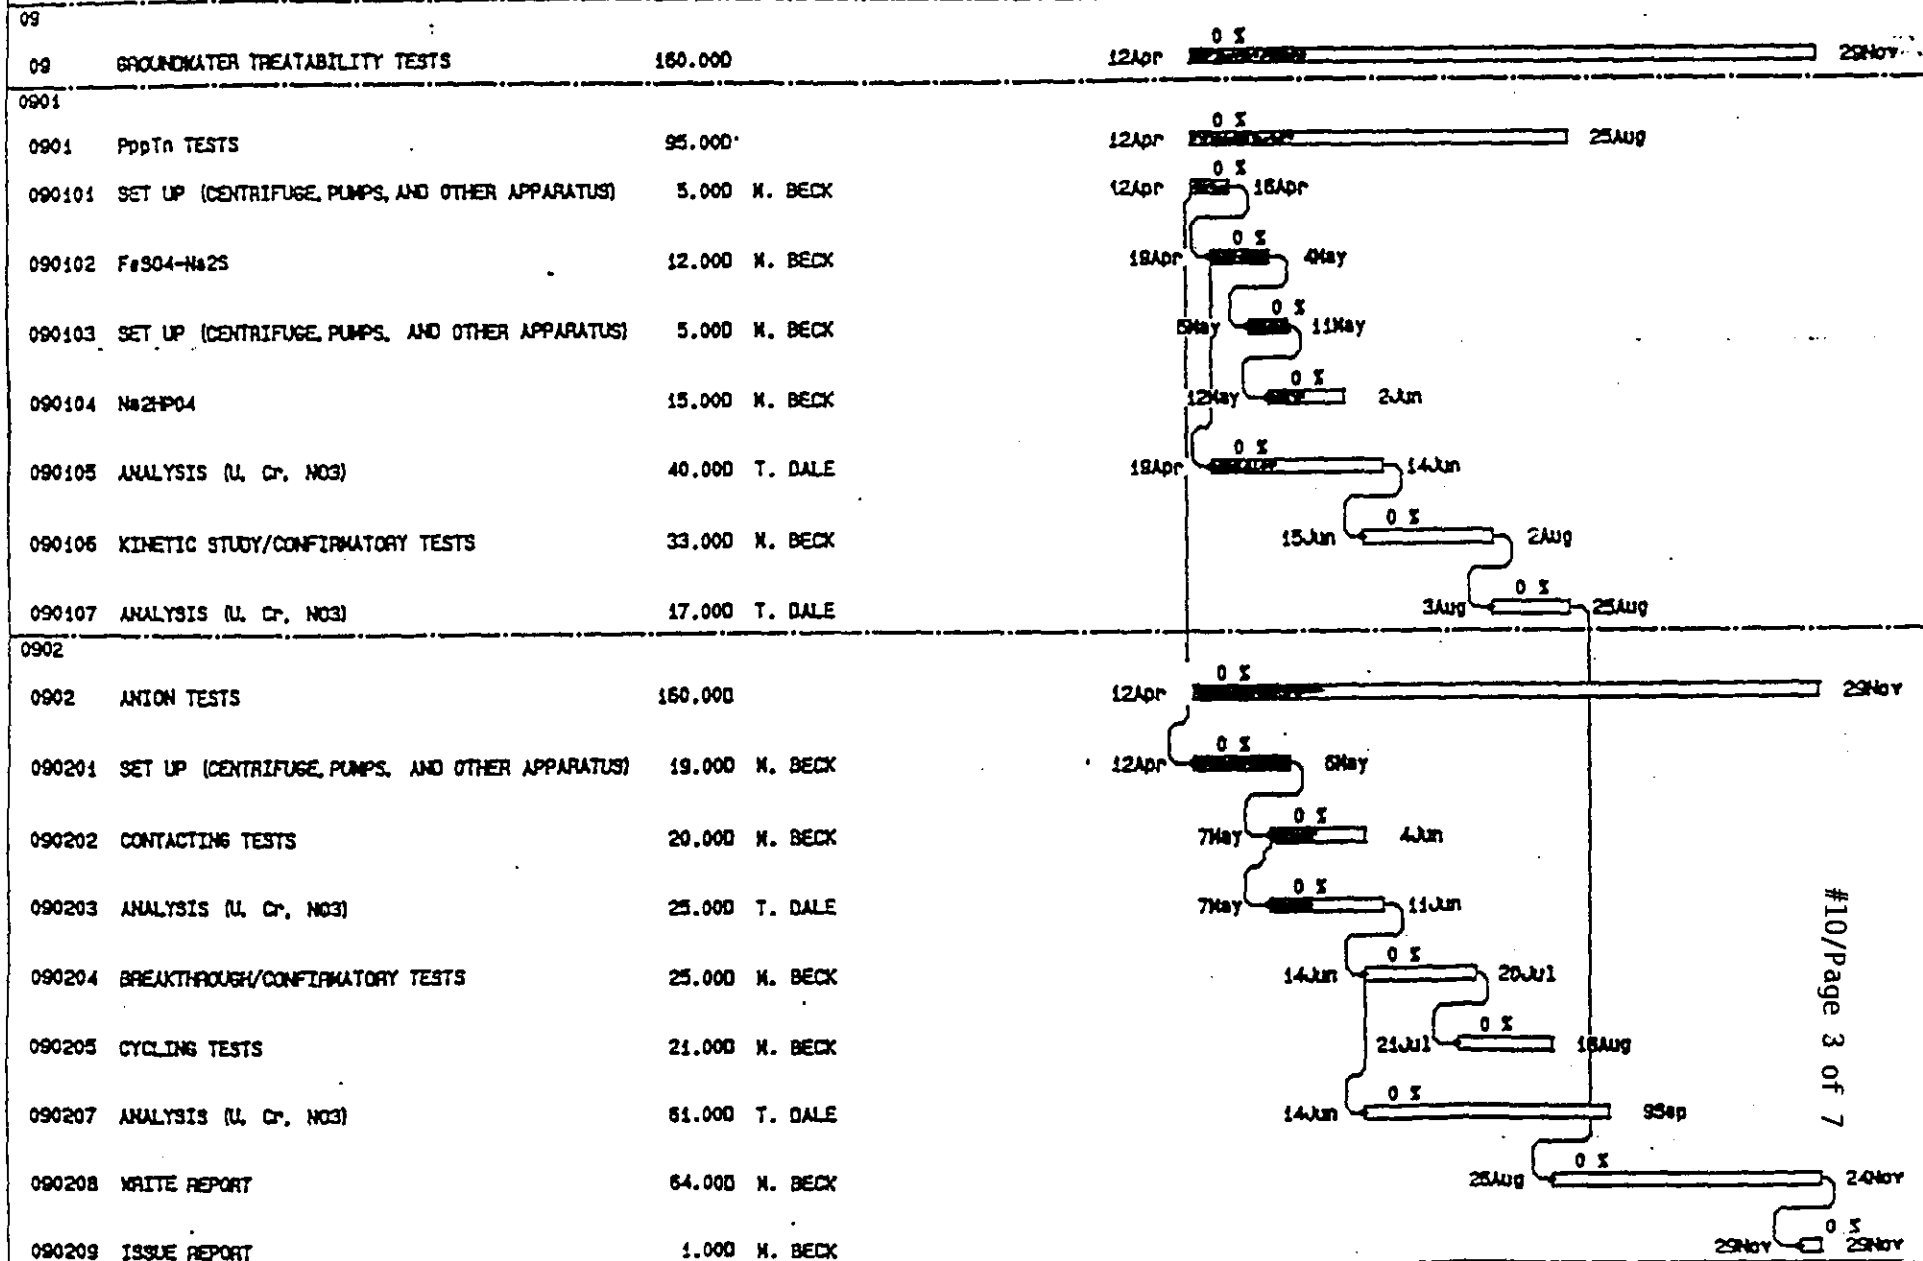 09
0 %
09 GROUNDWATER TREATABILITY TESTS 160.000 12Apr 29Nov
0901
0 %
0901 PppTn TESTS 95.000 12Apr 25Aug
0 %
090101 SET UP (CENTRIFUGE, PUMPS, AND OTHER APPARATUS) 5.000 M. BECK 12Apr 16Apr
0 %
090102 FeSO4-Na2S 12.000 M. BECK 19Apr 4May
0 %
090103 SET UP (CENTRIFUGE, PUMPS, AND OTHER APPARATUS) 5.000 M. BECK 5May 11May
0 %
090104 Na2HPO4 15.000 M. BECK 12May 2Jun
0 %
090105 ANALYSIS (U, Cr, NO3) 40.000 T. DALE 19Apr 14Jun
0 %
090106 KINETIC STUDY/CONFIRMATORY TESTS 33.000 M. BECK 15Jun 2Aug
0 %
090107 ANALYSIS (U, Cr, NO3) 17.000 T. DALE 3Aug 25Aug
0902
0 %
0902 ANION TESTS 160.000 12Apr 29Nov
0 %
090201 SET UP (CENTRIFUGE, PUMPS, AND OTHER APPARATUS) 19.000 M. BECK 12Apr 6May
0 %
090202 CONTACTING TESTS 20.000 M. BECK 7May 4Jun
0 %
090203 ANALYSIS (U, Cr, NO3) 25.000 T. DALE 7May 11Jun
0 %
090204 BREAKTHROUGH/CONFIRMATORY TESTS 25.000 M. BECK 14Jun 20Jul
0 %
090205 CYCLING TESTS 21.000 M. BECK 21Jul 18Aug
0 %
090207 ANALYSIS (U, Cr, NO3) 61.000 T. DALE 14Jun 9Sep
0 %
090208 WRITE REPORT 64.000 M. BECK 26Aug 24Nov
0 %
090209 ISSUE REPORT 1.000 M. BECK 29Nov 29Nov
#10/Page 3 of 7